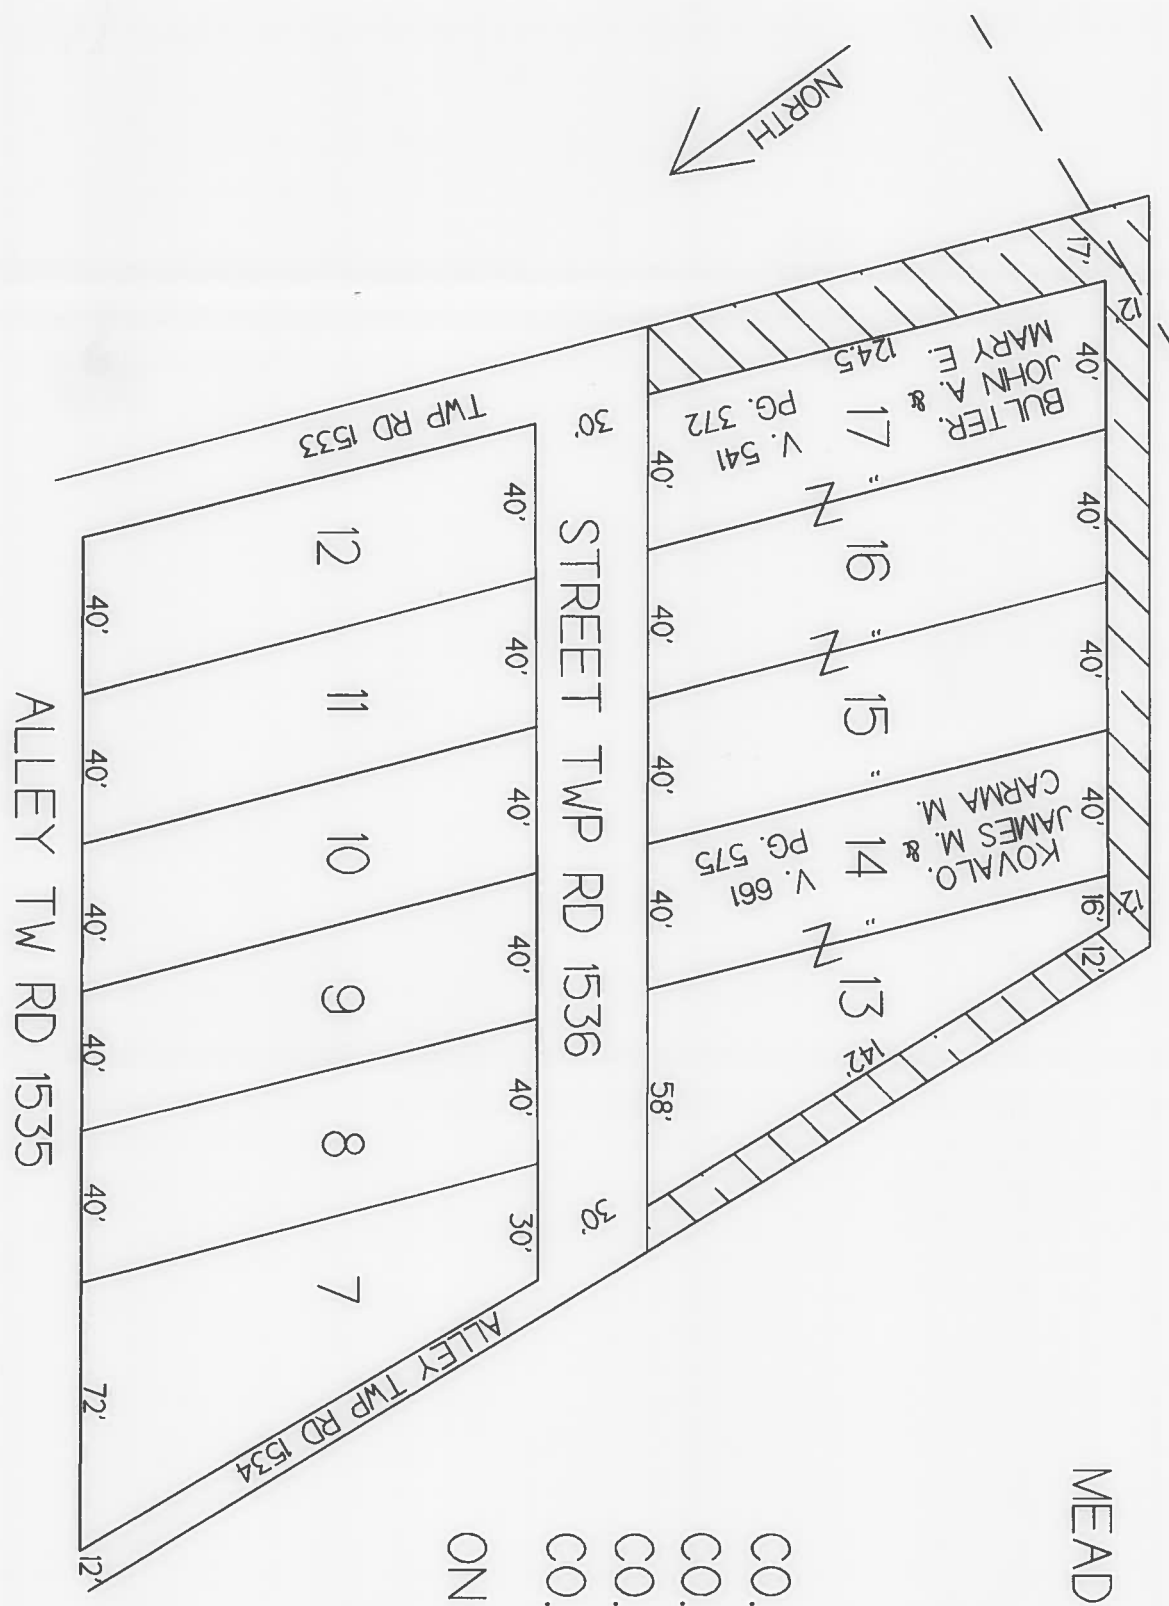 MEAD
NORTH
17'
12'
12'
12'
40'
40'
40'
40'
16'
BULTER,
JOHN A. &
MARY E.
124.5
17
V. 541
PG. 372
"
Z
16
"
Z
15
"
KOVALO,
JAMES M. &
CARMA M.
14
V. 661
PG. 575
"
Z
13
142'
40'
40'
40'
40'
58'
30'
STREET TWP RD 1536
30'
TWP RD 1533
40'
40'
40'
40'
40'
30'
12
11
10
9
8
7
ALLEY TWP RD 1534
40'
40'
40'
40'
40'
72'
12'
ALLEY TW RD 1535
CO.
CO.
CO.
CO.
ON